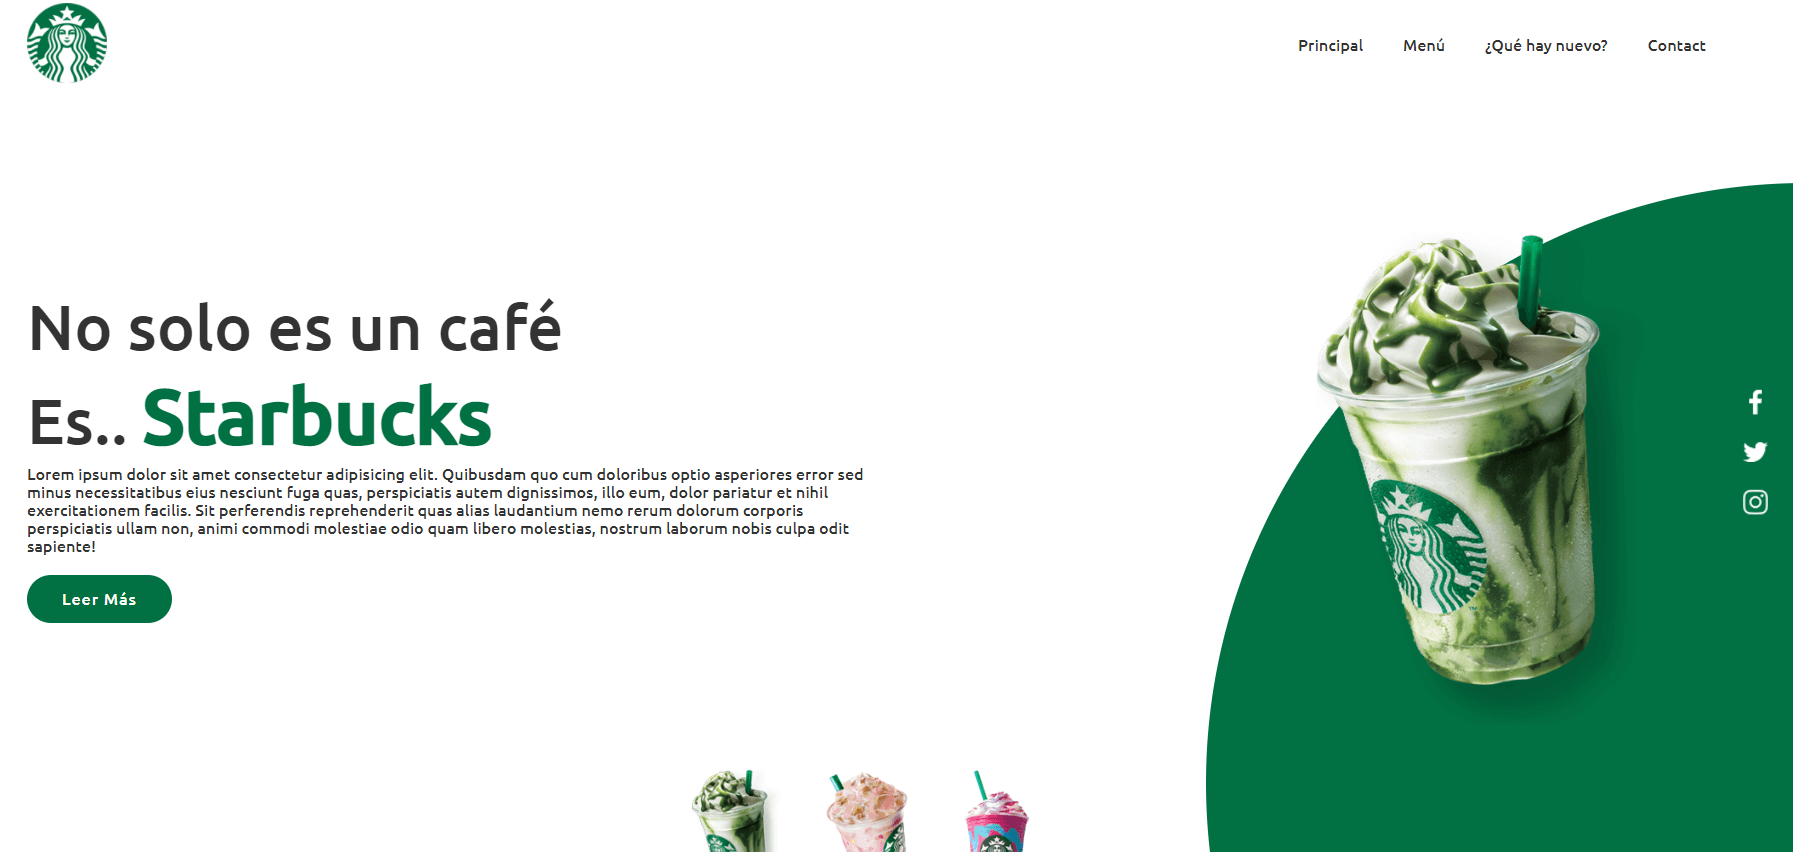 Principal Menú ¿Qué hay nuevo? Contact
No solo es un café
Es.. Starbucks
Lorem ipsum dolor sit amet consectetur adipisicing elit. Quibusdam quo cum doloribus optio asperiores error sed
minus necessitatibus eius nesciunt fuga quas, perspiciatis autem dignissimos, illo eum, dolor pariatur et nihil
exercitationem facilis. Sit perferendis reprehenderit quas alias laudantium nemo rerum dolorum corporis
perspiciatis ullam non, animi commodi molestiae odio quam libero molestias, nostrum laborum nobis culpa odit
sapiente!
Leer Más
TM